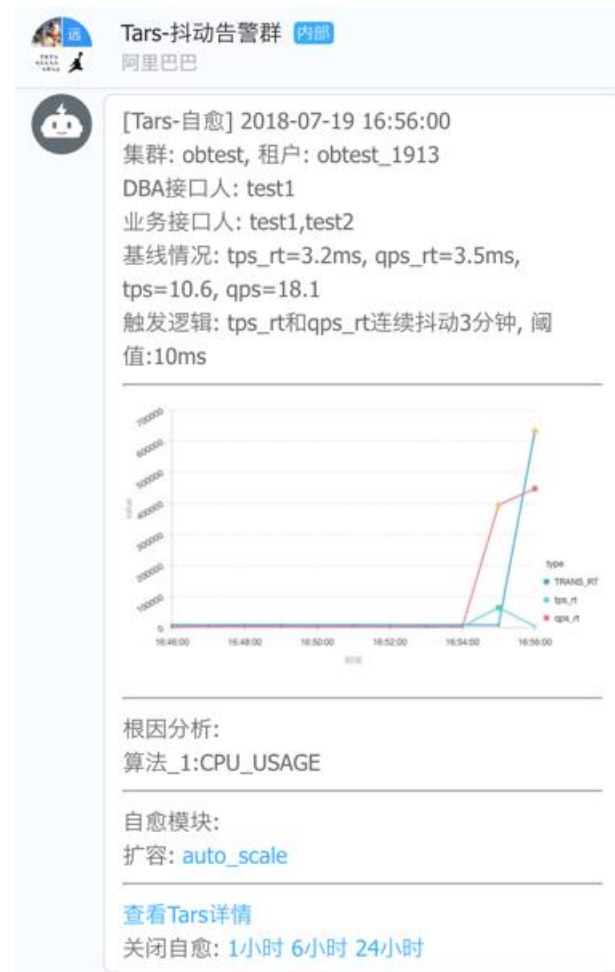 远
Tars-抖动告警群 内部
阿里巴巴
[Tars-自愈] 2018-07-19 16:56:00
集群: obtest, 租户: obtest_1913
DBA接口人: test1
业务接口人: test1,test2
基线情况: tps_rt=3.2ms, qps_rt=3.5ms,
tps=10.6, qps=18.1
触发逻辑: tps_rt和qps_rt连续抖动3分钟, 阈
值:10ms
700000
600000
500000
400000
300000
200000
100000
0
value
type
TRANS_RT
tps_rt
qps_rt
16:46:00 16:48:00 16:50:00 16:52:00 16:54:00 16:56:00
时间
根因分析:
算法_1:CPU_USAGE
自愈模块:
扩容: auto_scale
查看Tars详情
关闭自愈: 1小时 6小时 24小时